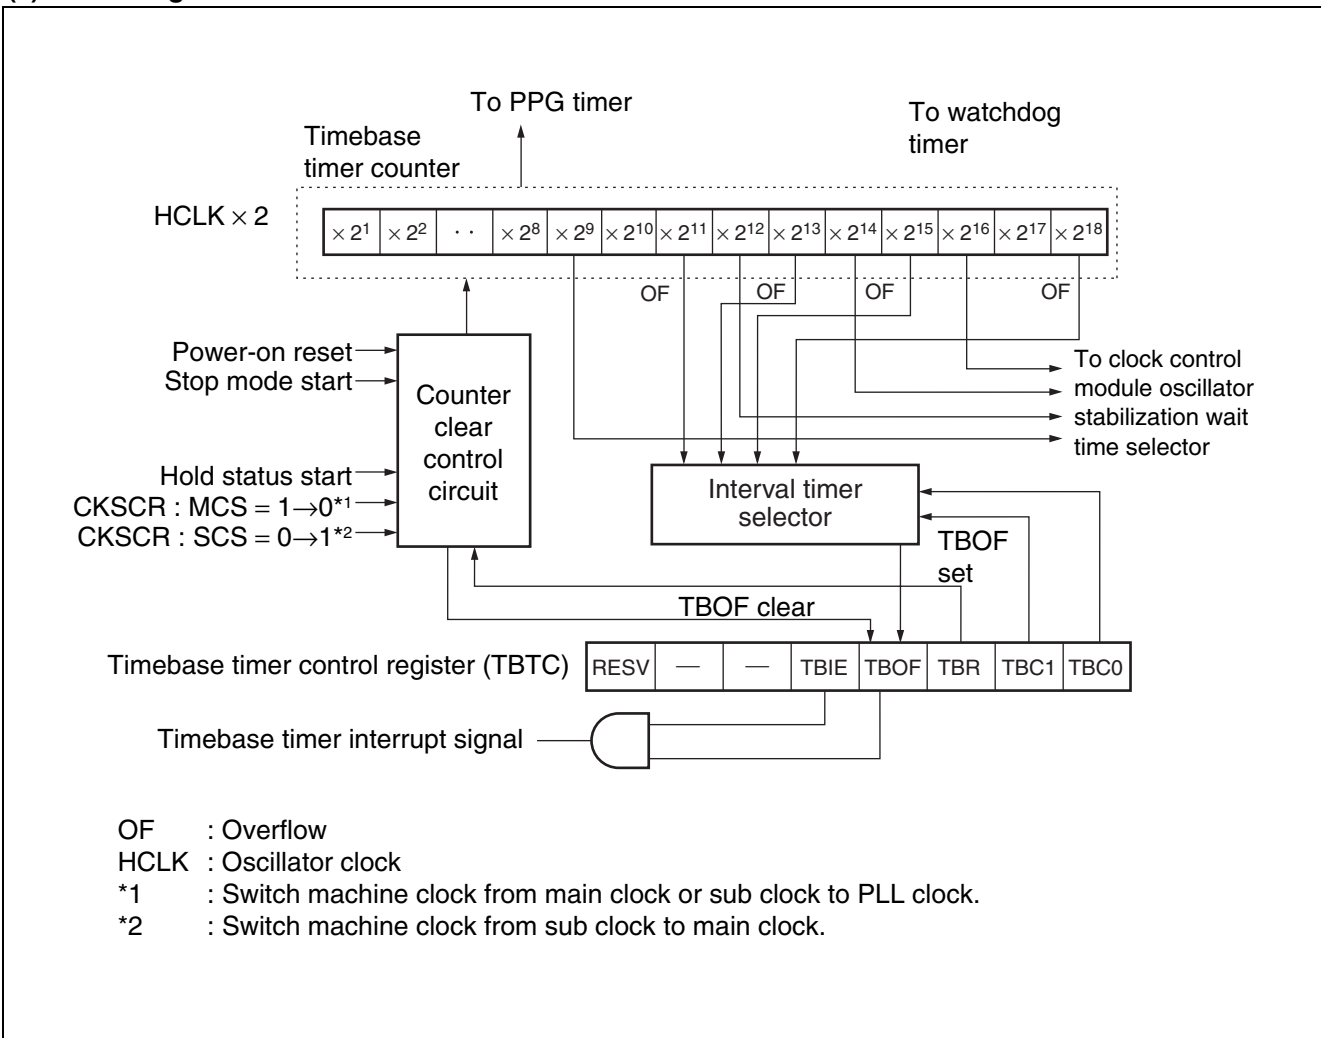 To PPG timer
To watchdog
timer
Timebase
timer counter
HCLK × 2
× 2¹ × 2² · · × 2⁸ × 2⁹ × 2¹⁰ × 2¹¹ × 2¹² × 2¹³ × 2¹⁴ × 2¹⁵ × 2¹⁶ × 2¹⁷ × 2¹⁸
OF OF OF OF
Power-on reset
Stop mode start
Hold status start
CKSCR : MCS = 1→0*1
CKSCR : SCS = 0→1*2
Counter
clear
control
circuit
To clock control
module oscillator
stabilization wait
time selector
Interval timer
selector
TBOF
set
TBOF clear
Timebase timer control register (TBTC) RESV — — TBIE TBOF TBR TBC1 TBC0
Timebase timer interrupt signal
OF : Overflow
HCLK : Oscillator clock
*1 : Switch machine clock from main clock or sub clock to PLL clock.
*2 : Switch machine clock from sub clock to main clock.